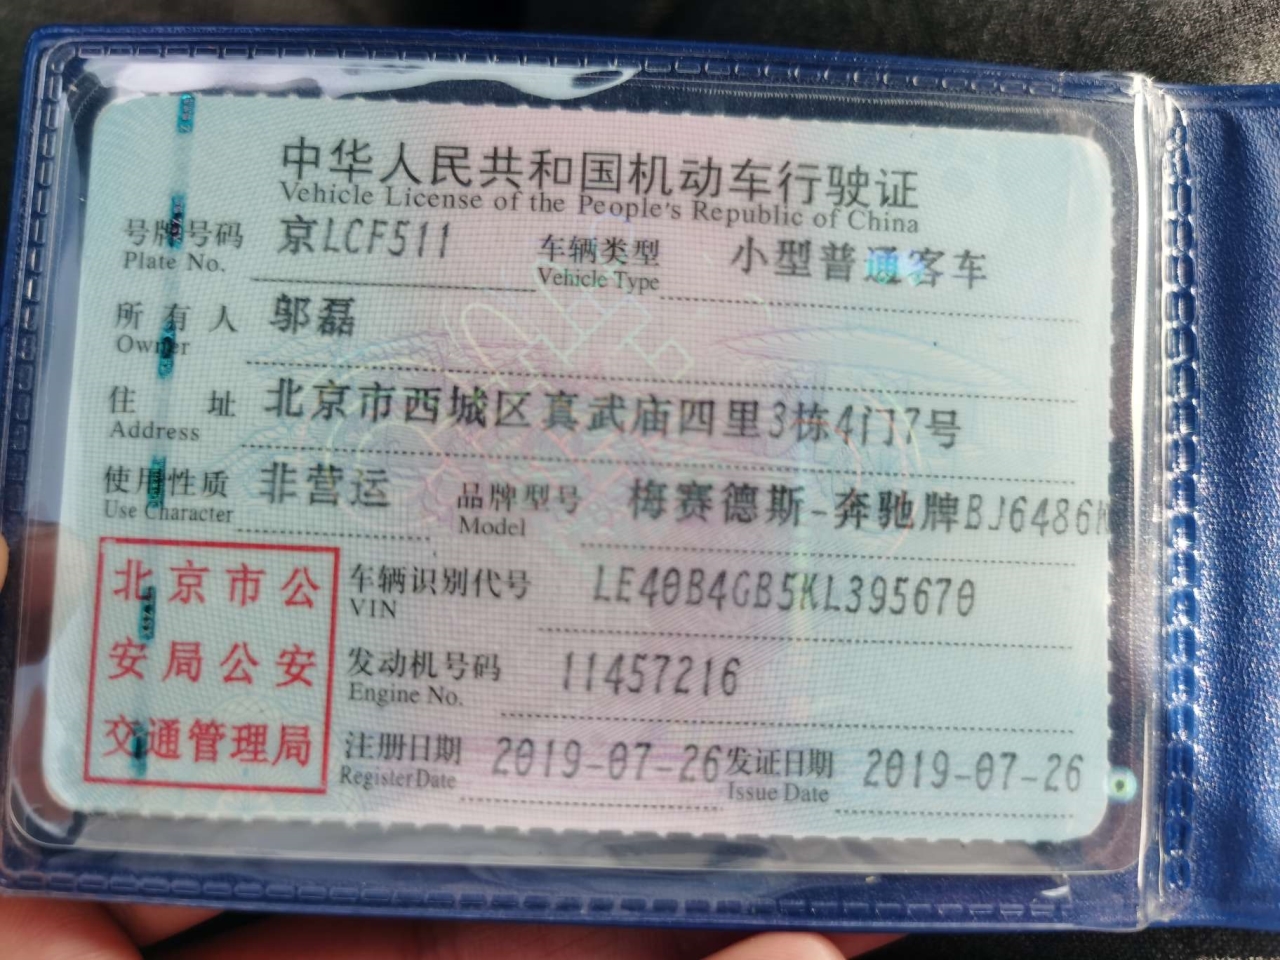 中华人民共和国机动车行驶证
Vehicle License of the People's Republic of China
号牌号码 京LCF511 车辆类型 小型普通客车
Plate No. Vehicle Type
所有人 邬磊
Owner
住址 北京市西城区真武庙四里3栋4门7号
Address
使用性质 非营运 品牌型号 梅赛德斯-奔驰牌BJ6486
Use Character Model
车辆识别代号 LE40B4GB5KL395670
VIN
发动机号码 11457216
Engine No.
注册日期 2019-07-26 发证日期 2019-07-26
Register Date Issue Date
北京市公
安局公安
交通管理局